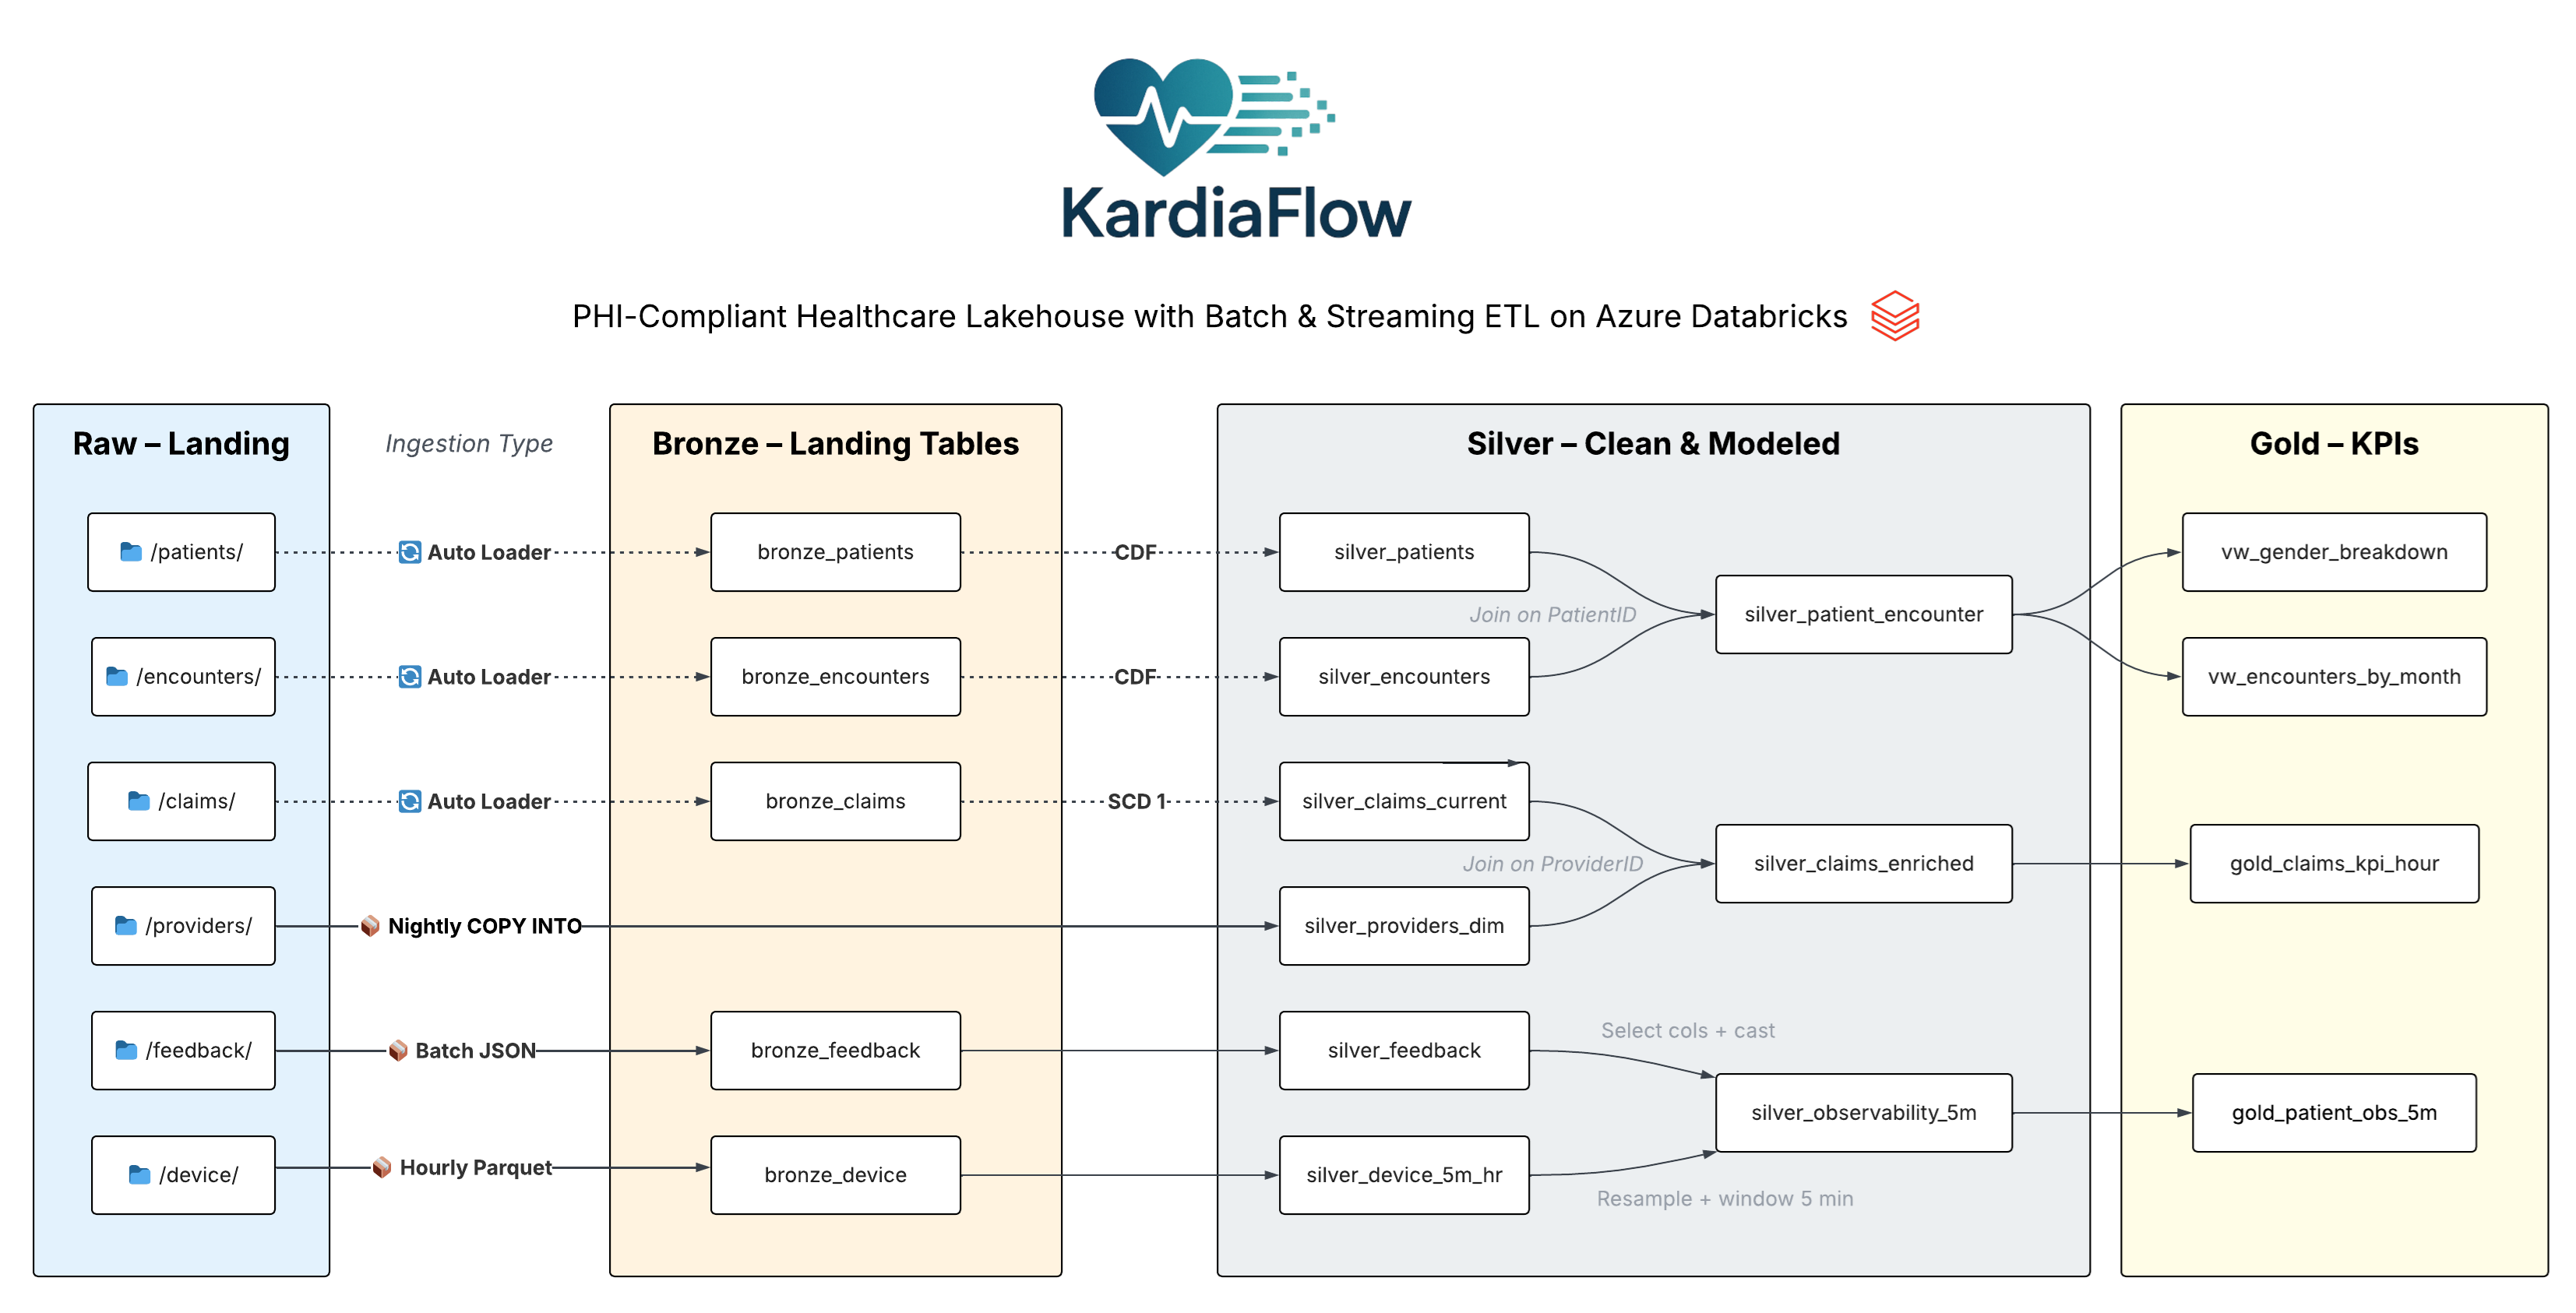 KardiaFlow
PHI-Compliant Healthcare Lakehouse with Batch & Streaming ETL on Azure Databricks
Raw – Landing
Ingestion Type
Bronze – Landing Tables
Silver – Clean & Modeled
Gold – KPIs
/patients/
Auto Loader
bronze_patients
CDF
silver_patients
Join on PatientID
silver_patient_encounter
vw_gender_breakdown
/encounters/
Auto Loader
bronze_encounters
CDF
silver_encounters
vw_encounters_by_month
/claims/
Auto Loader
bronze_claims
SCD 1
silver_claims_current
Join on ProviderID
silver_claims_enriched
gold_claims_kpi_hour
/providers/
Nightly COPY INTO
silver_providers_dim
/feedback/
Batch JSON
bronze_feedback
silver_feedback
Select cols + cast
silver_observability_5m
gold_patient_obs_5m
/device/
Hourly Parquet
bronze_device
silver_device_5m_hr
Resample + window 5 min